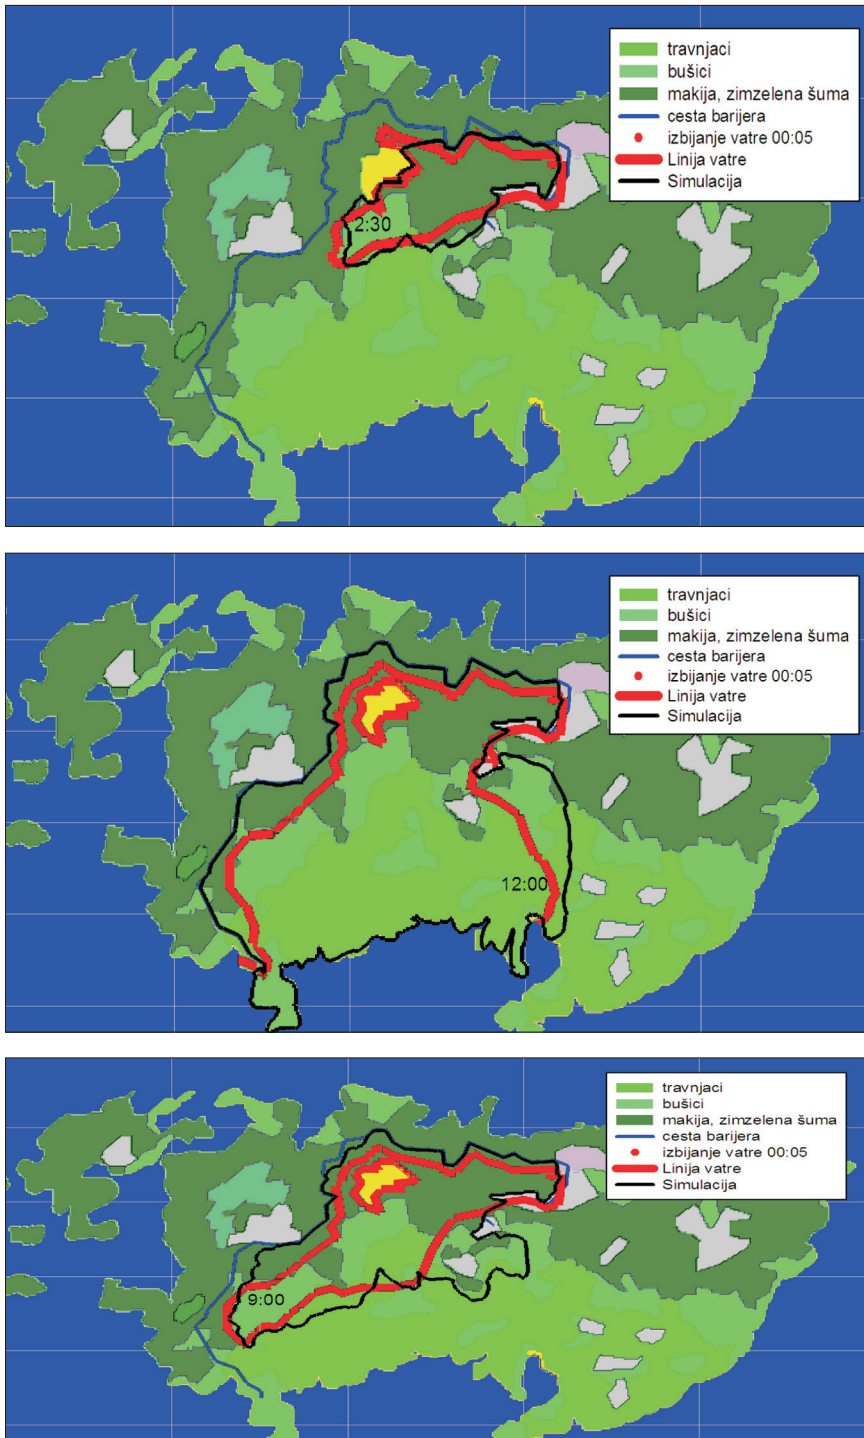 travnjaci
bušici
makija, zimzelena šuma
cesta barijera
izbijanje vatre 00:05
Linija vatre
Simulacija
2:30
travnjaci
bušici
makija, zimzelena šuma
cesta barijera
izbijanje vatre 00:05
Linija vatre
Simulacija
12:00
travnjaci
bušici
makija, zimzelena šuma
cesta barijera
izbijanje vatre 00:05
Linija vatre
Simulacija
9:00